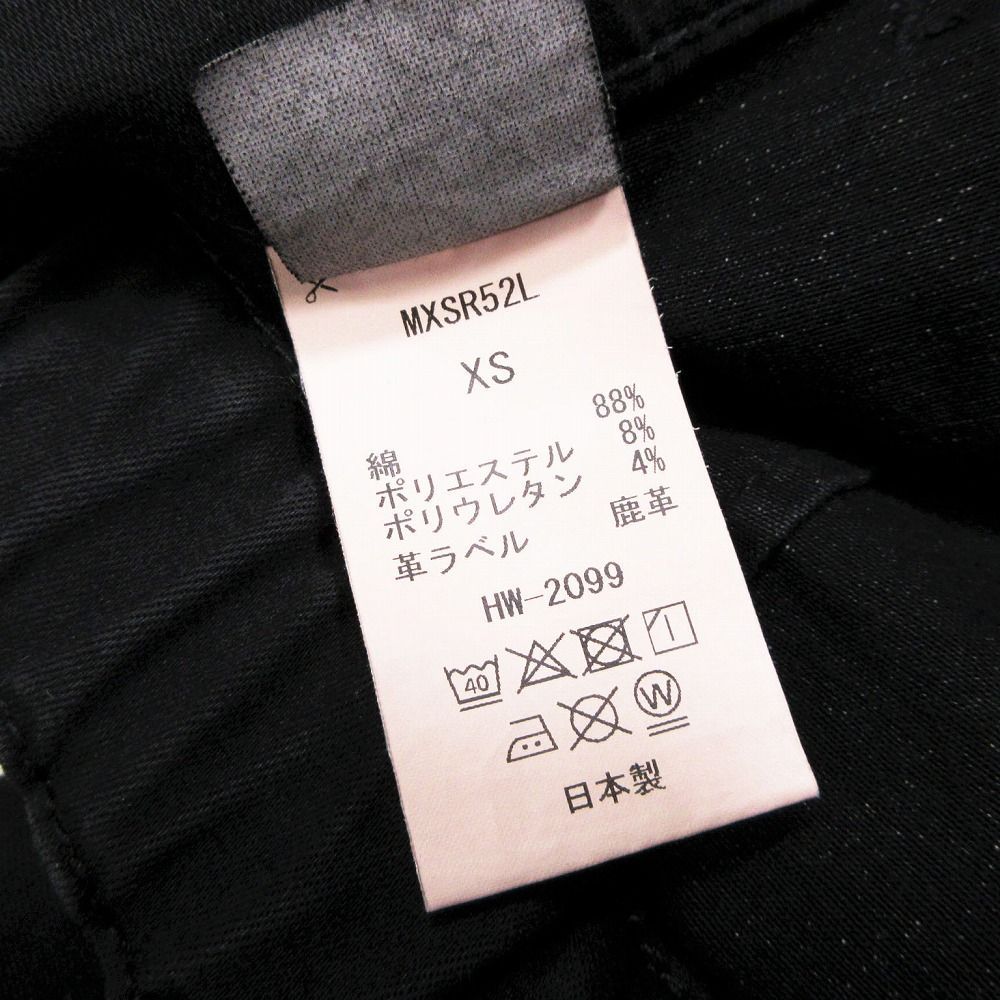 MXSR52L
XS
綿 88%
ポリエステル 8%
ポリウレタン 4%
革ラベル 鹿革
HW-2099
40
W
日本製